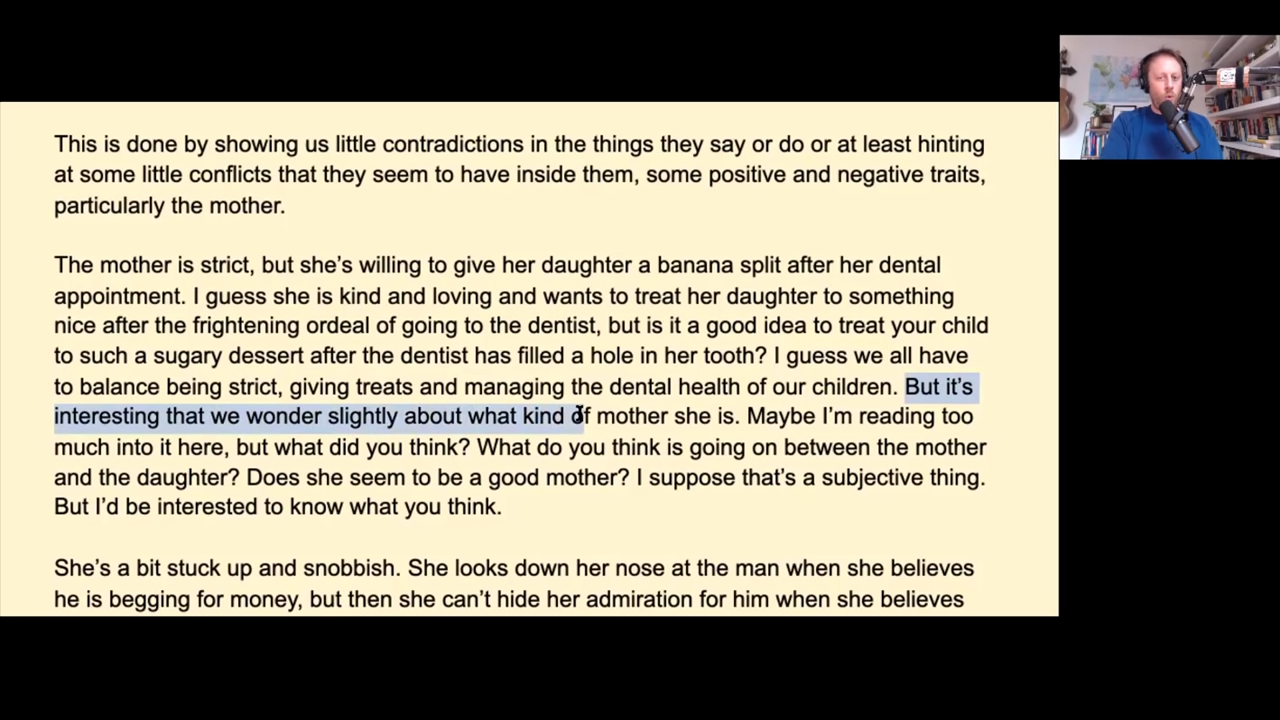 This is done by showing us little contradictions in the things they say or do or at least hinting
at some little conflicts that they seem to have inside them, some positive and negative traits,
particularly the mother.
The mother is strict, but she’s willing to give her daughter a banana split after her dental
appointment. I guess she is kind and loving and wants to treat her daughter to something
nice after the frightening ordeal of going to the dentist, but is it a good idea to treat your child
to such a sugary dessert after the dentist has filled a hole in her tooth? I guess we all have
to balance being strict, giving treats and managing the dental health of our children. But it’s
interesting that we wonder slightly about what kind of mother she is. Maybe I’m reading too
much into it here, but what did you think? What do you think is going on between the mother
and the daughter? Does she seem to be a good mother? I suppose that’s a subjective thing.
But I’d be interested to know what you think.
She’s a bit stuck up and snobbish. She looks down her nose at the man when she believes
he is begging for money, but then she can’t hide her admiration for him when she believes